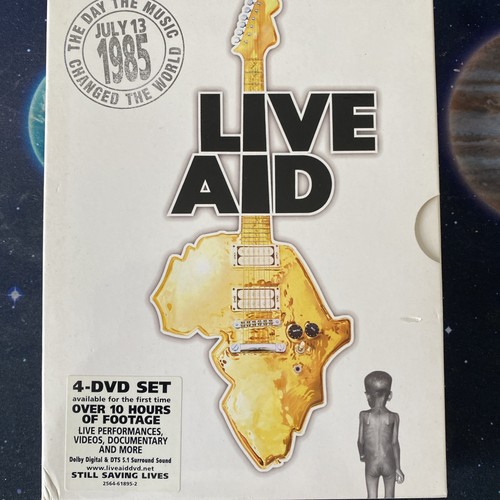 THE DAY THE MUSIC
JULY 13
1985
CHANGED THE WORLD
LIVE
AID
4-DVD SET
available for the first time
OVER 10 HOURS
OF FOOTAGE
LIVE PERFORMANCES,
VIDEOS, DOCUMENTARY
AND MORE
Dolby Digital & DTS 5.1 Surround Sound
www.liveaiddvd.net
STILL SAVING LIVES
2564-61895-2